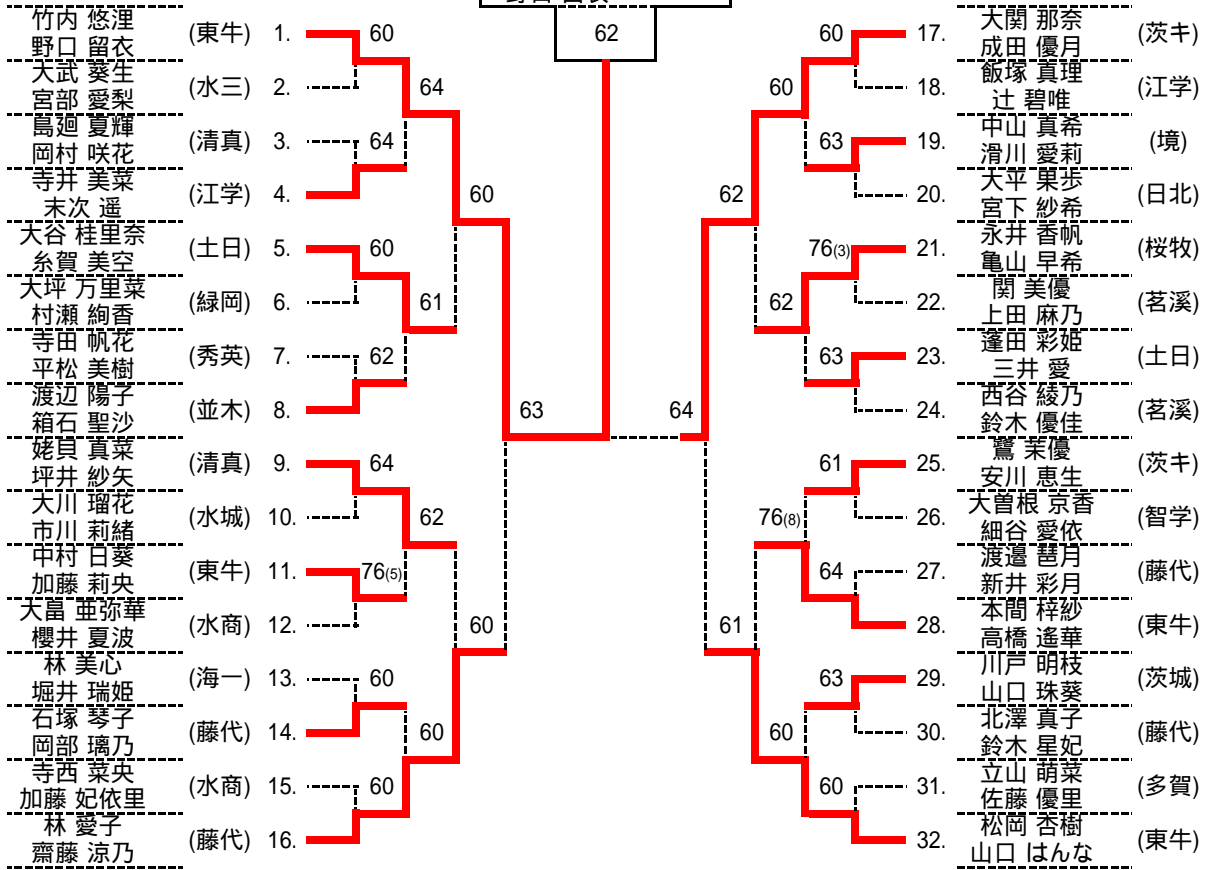 62
竹内 悠浬
野口 留衣
(東牛) 1.
60
大武 葵生
宮部 愛梨
(水三) 2.
64
島廻 夏輝
岡村 咲花
(清真) 3.
64
寺井 美菜
末次 遥
(江学) 4.
60
大谷 桂里奈
糸賀 美空
(土日) 5.
60
大坪 万里菜
村瀬 絢香
(緑岡) 6.
61
寺田 帆花
平松 美樹
(秀英) 7.
62
渡辺 陽子
箱石 聖沙
(並木) 8.
63
姥貝 真菜
坪井 紗矢
(清真) 9.
64
大川 瑠花
市川 莉緒
(水城) 10.
62
中村 日葵
加藤 莉央
(東牛) 11.
76(5)
大畠 亜弥華
櫻井 夏波
(水商) 12.
60
林 美心
堀井 瑞姫
(海一) 13.
60
石塚 琴子
岡部 璃乃
(藤代) 14.
60
寺西 菜央
加藤 妃依里
(水商) 15.
60
林 愛子
齋藤 涼乃
(藤代) 16.
60
17.
大関 那奈
成田 優月
(茨キ)
60
18.
飯塚 真理
辻 碧唯
(江学)
63
19.
中山 真希
滑川 愛莉
(境)
62
20.
大平 果歩
宮下 紗希
(日北)
76(3)
21.
永井 香帆
亀山 早希
(桜牧)
62
22.
関 美優
上田 麻乃
(茗溪)
63
23.
蓬田 彩姫
三井 愛
(土日)
64
24.
西谷 綾乃
鈴木 優佳
(茗溪)
61
25.
鷺 茉優
安川 恵生
(茨キ)
76(8)
26.
大曽根 京香
細谷 愛依
(智学)
64
27.
渡邉 琶月
新井 彩月
(藤代)
61
28.
本間 梓紗
高橋 遙華
(東牛)
63
29.
川戸 明枝
山口 珠葵
(茨城)
60
30.
北澤 真子
鈴木 星妃
(藤代)
60
31.
立山 萌菜
佐藤 優里
(多賀)
32.
松岡 杏樹
山口 はんな
(東牛)